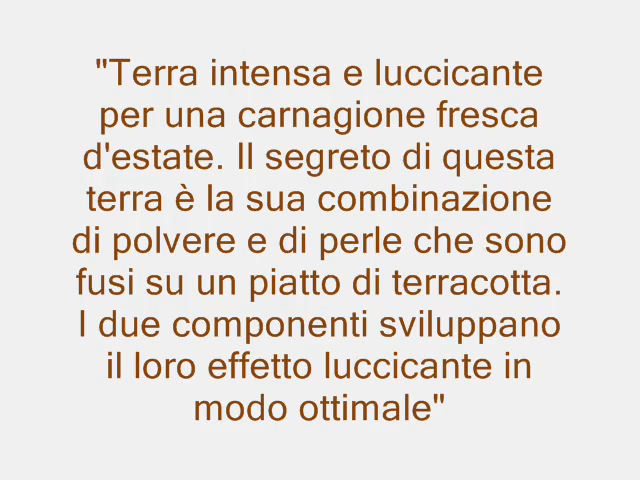 "Terra intensa e luccicante
per una carnagione fresca
d'estate. Il segreto di questa
terra è la sua combinazione
di polvere e di perle che sono
fusi su un piatto di terracotta.
I due componenti sviluppano
il loro effetto luccicante in
modo ottimale"